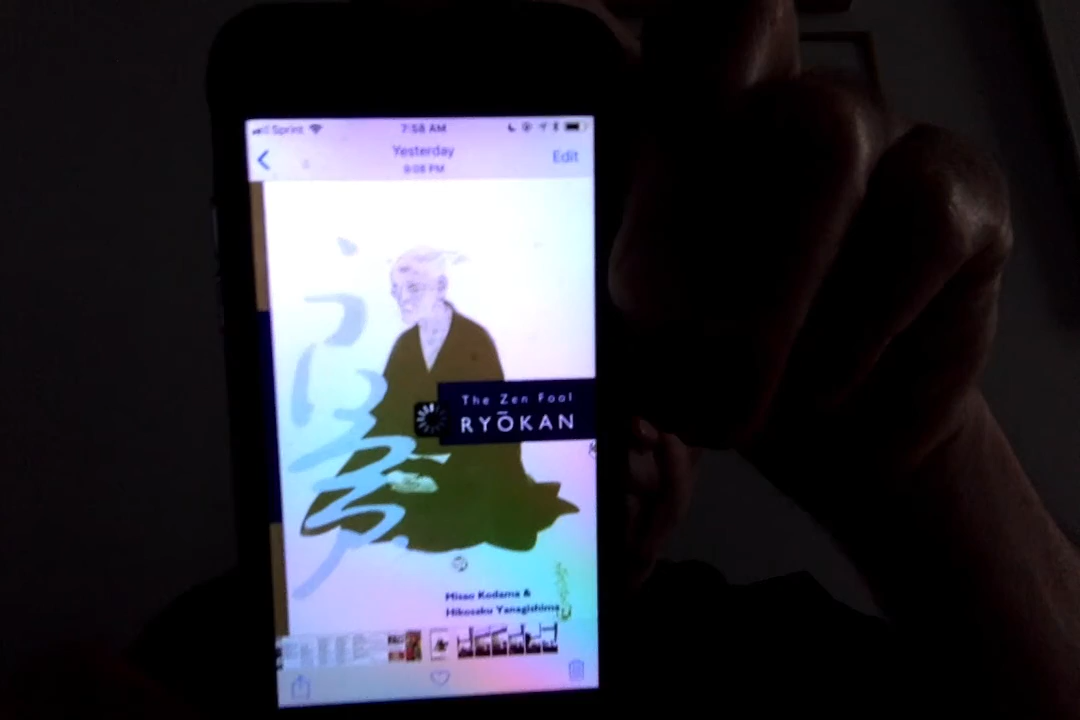 Sprint
7:58 AM
Yesterday
9:08 PM
Edit
The Zen Fool
RYŌKAN
Misao Kodama &
Hikosaku Yanagishima